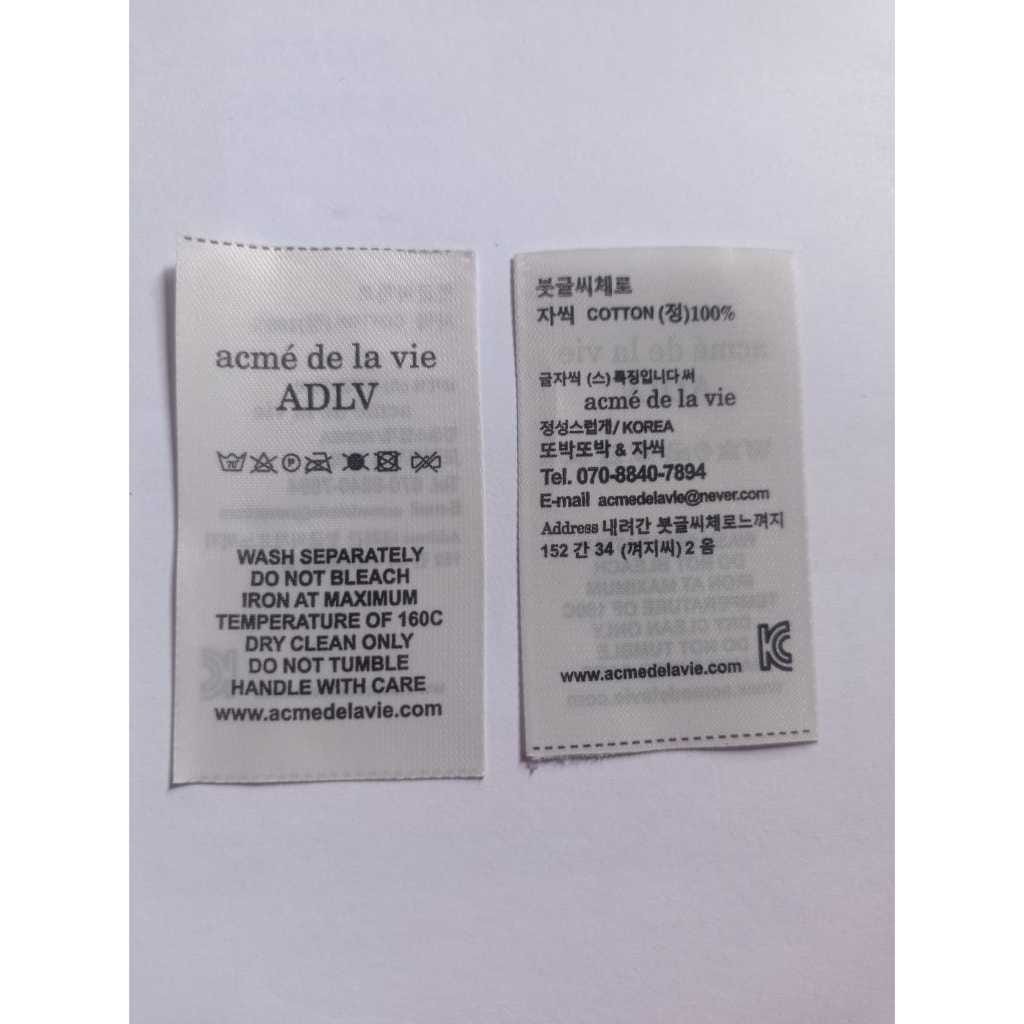 acmé de la vie
ADLV
WASH SEPARATELY
DO NOT BLEACH
IRON AT MAXIMUM
TEMPERATURE OF 160C
DRY CLEAN ONLY
DO NOT TUMBLE
HANDLE WITH CARE
www.acmedelavie.com
붓글씨체로
자씩 COTTON (정)100%
글자씩 (스) 특징입니다 써
acmé de la vie
정성스럽게/ KOREA
또박또박 & 자씩
Tel. 070-8840-7894
E-mail acmedelavle@never.com
Address 내려간 붓글씨체로느껴지
152 간 34 (껴지씨) 2 옴
www.acmedelavie.com